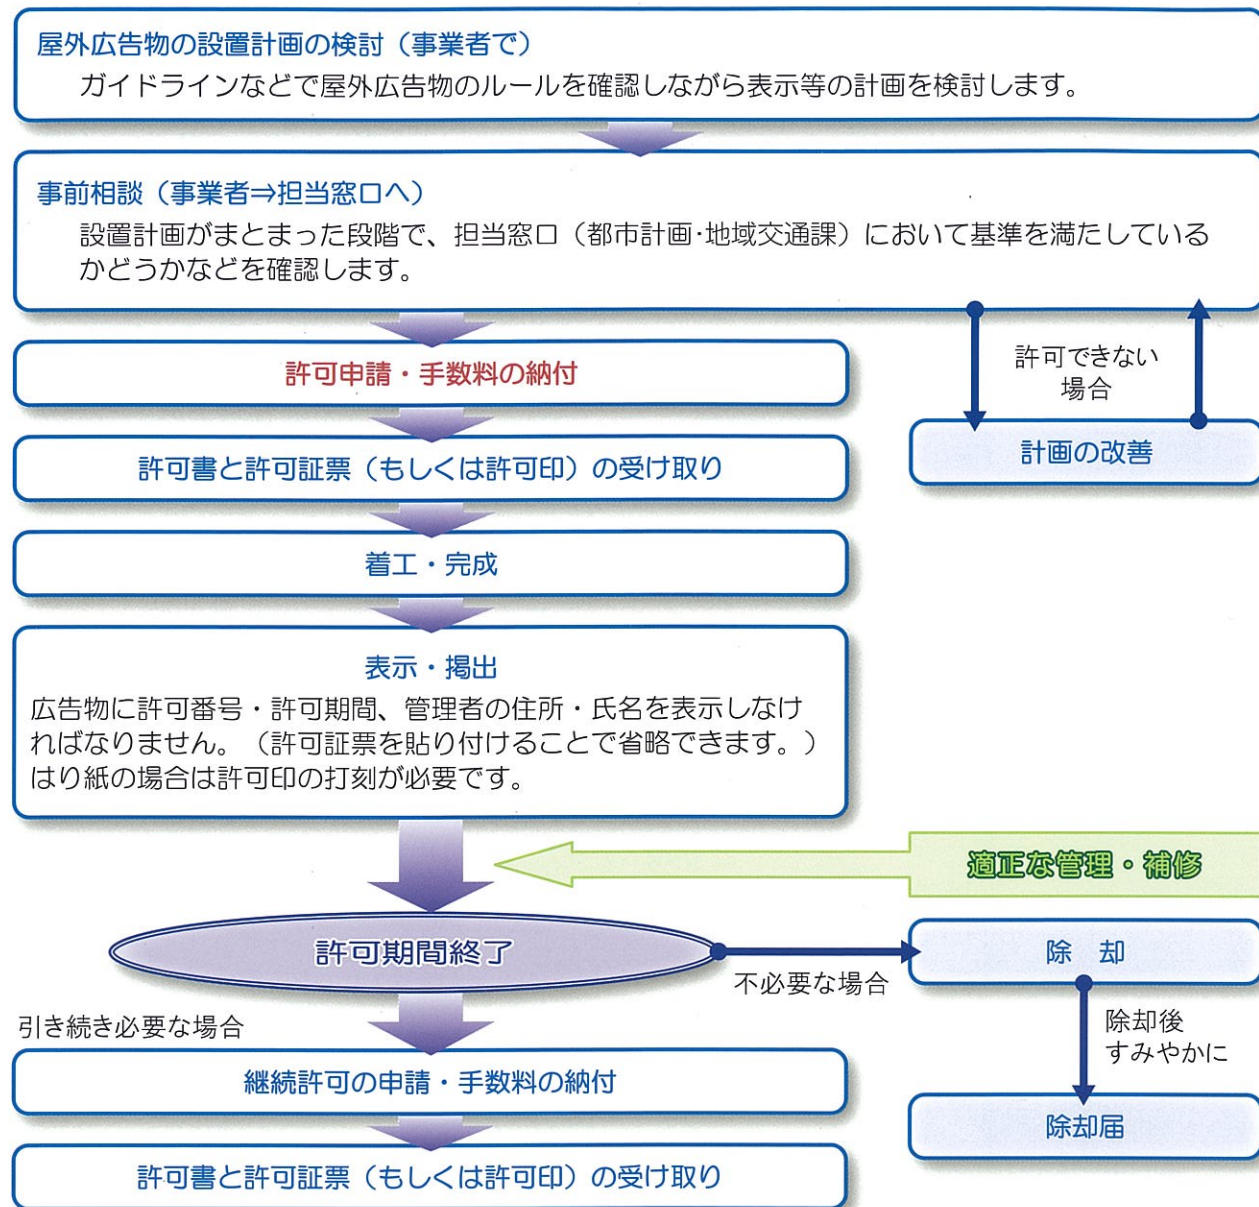 屋外広告物の設置計画の検討（事業者で）
ガイドラインなどで屋外広告物のルールを確認しながら表示等の計画を検討します。
事前相談（事業者⇒担当窓口へ）
設置計画がまとまった段階で、担当窓口（都市計画･地域交通課）において基準を満たしている
かどうかなどを確認します。
許可できない
場合
計画の改善
許可申請・手数料の納付
許可書と許可証票（もしくは許可印）の受け取り
着工・完成
表示・掲出
広告物に許可番号・許可期間、管理者の住所・氏名を表示しなけ
ればなりません。（許可証票を貼り付けることで省略できます。）
はり紙の場合は許可印の打刻が必要です。
適正な管理・補修
許可期間終了
不必要な場合
除 却
除却後
すみやかに
除却届
引き続き必要な場合
継続許可の申請・手数料の納付
許可書と許可証票（もしくは許可印）の受け取り